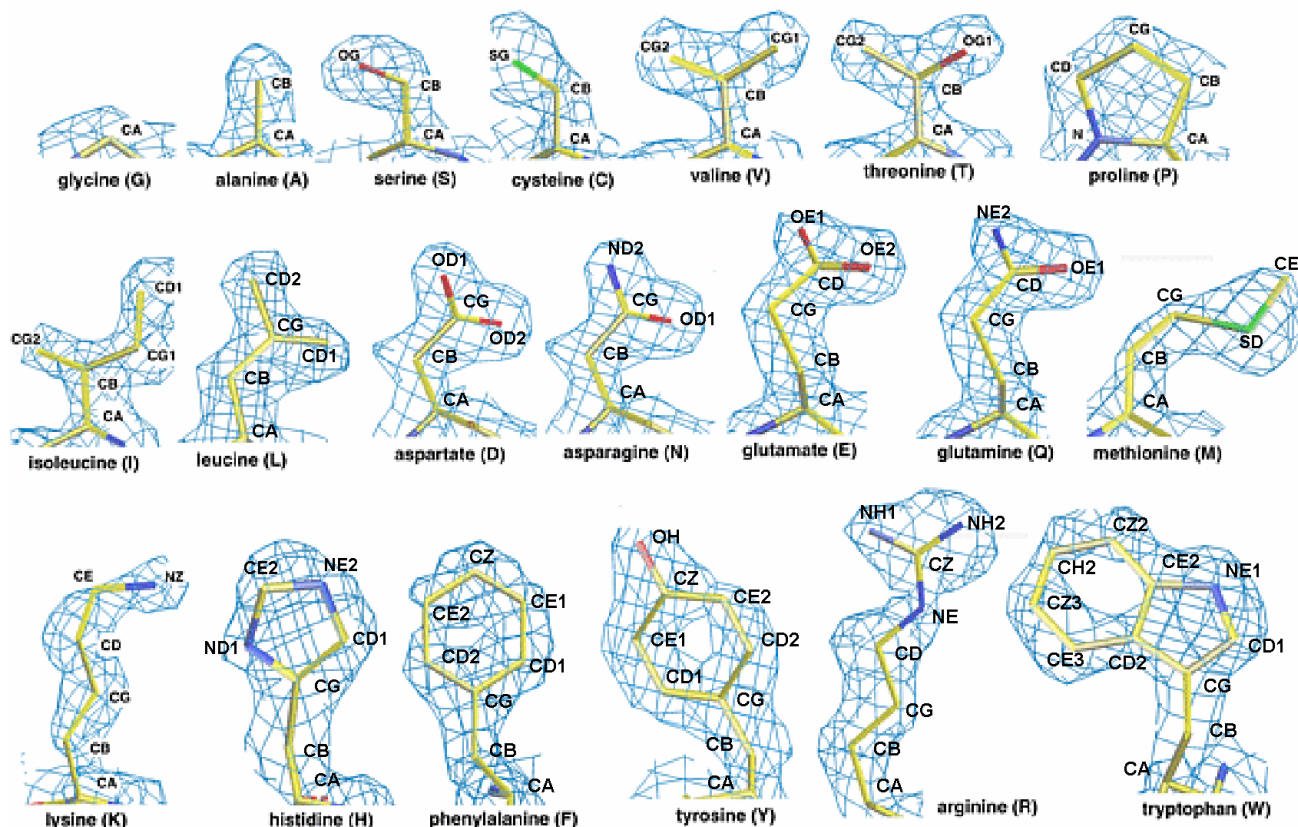 CA
glycine (G)
CB
CA
alanine (A)
OG
CB
CA
serine (S)
SG
CB
CA
cysteine (C)
CG2
CG1
CB
CA
valine (V)
CG2
OG1
CB
CA
threonine (T)
CG
CD
CB
N
CA
proline (P)
CD1
CG2
CG1
CB
CA
isoleucine (I)
CD2
CG
CD1
CB
CA
leucine (L)
OD1
CG
OD2
CB
CA
aspartate (D)
ND2
CG
OD1
CB
CA
asparagine (N)
OE1
OE2
CD
CG
CB
CA
glutamate (E)
NE2
OE1
CD
CG
CB
CA
glutamine (Q)
CE
CG
SD
CB
CA
methionine (M)
CE
NZ
CD
CG
CB
CA
lysine (K)
CE2
NE2
ND1
CD1
CG
CB
CA
histidine (H)
CZ
CE2
CE1
CD2
CD1
CG
CB
CA
phenylalanine (F)
OH
CZ
CE2
CE1
CD2
CD1
CG
CB
CA
tyrosine (Y)
NH1
NH2
CZ
NE
CD
CG
CB
CA
arginine (R)
CZ2
CH2
CE2
NE1
CZ3
CE3
CD2
CD1
CG
CB
CA
tryptophan (W)